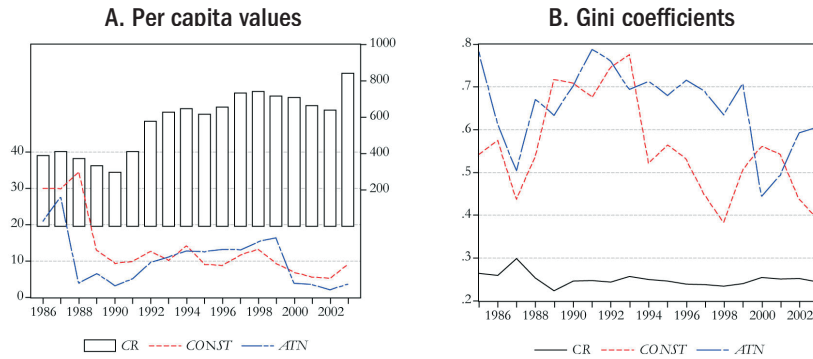 A. Per capita values
1000
800
600
400
200
40
30
20
10
0
1986 1988 1990 1992 1994 1996 1998 2000 2002
CR CONST ATN
B. Gini coefficients
.8
.7
.6
.5
.4
.3
.2
1986 1988 1990 1992 1994 1996 1998 2000 2002
CR CONST ATN